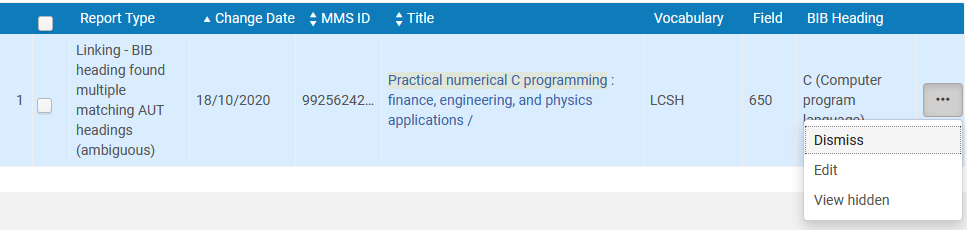 Report Type Change Date MMS ID Title Vocabulary Field BIB Heading
Linking - BIB
heading found
multiple
matching AUT
headings
(ambiguous)
1
18/10/2020
99256242...
Practical numerical C programming :
finance, engineering, and physics
applications /
LCSH
650
C (Computer
program
language)
Dismiss
Edit
View hidden